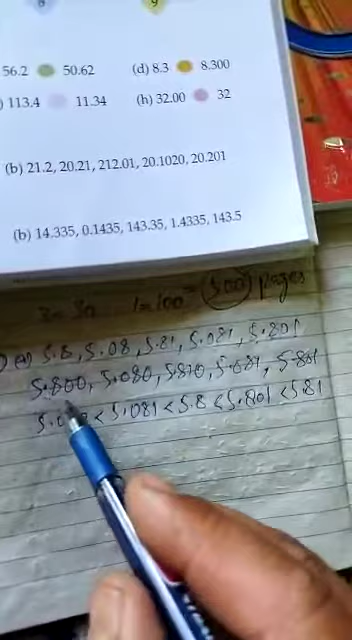 8 9
56.2 50.62 (d) 8.3 8.300
) 113.4 11.34 (h) 32.00 32
(b) 21.2, 20.21, 212.01, 20.1020, 20.201
(b) 14.335, 0.1435, 143.35, 1.4335, 143.5
1=100 = 300 pages
(a) 5.8, 5.08, 5.81, 5.081, 5.801
5.800, 5.080, 5.810, 5.081, 5.801
< 5.081 < 5.8 < 5.801 < 5.81